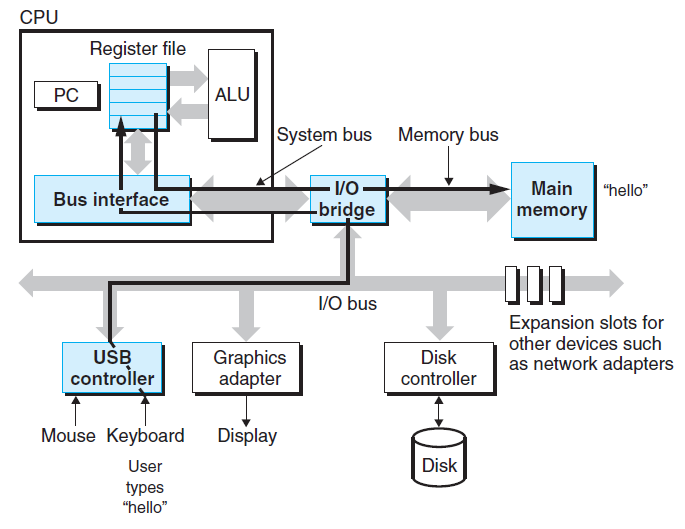 CPU
Register file
PC
ALU
System bus
Memory bus
Bus interface
I/O
bridge
Main
memory
“hello”
I/O bus
Expansion slots for
other devices such
as network adapters
USB
controller
Graphics
adapter
Disk
controller
Mouse
Keyboard
Display
User
types
“hello”
Disk